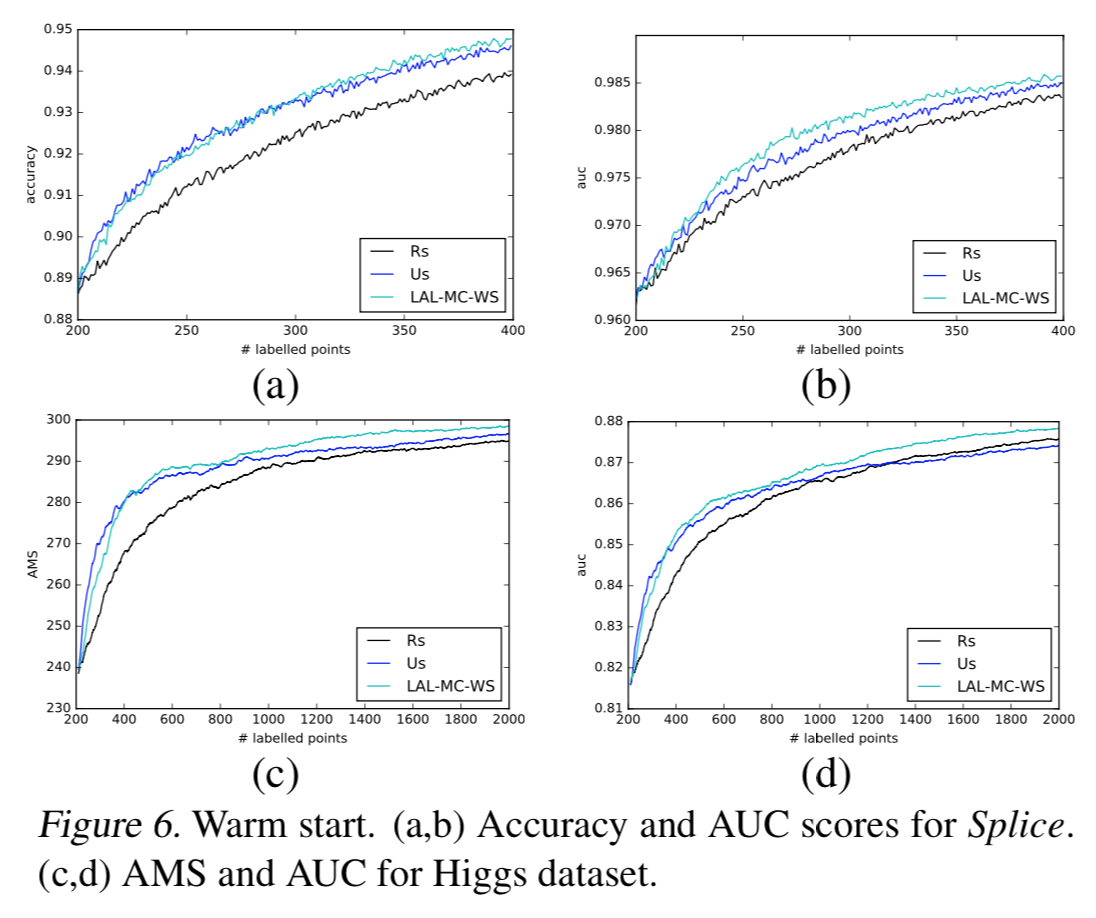 0.95
0.94
0.93
0.92
0.91
0.90
0.89
0.88
accuracy
200 250 300 350 400
# labelled points
Rs
Us
LAL-MC-WS
(a)
0.985
0.980
0.975
0.970
0.965
0.960
auc
200 250 300 350 400
# labelled points
Rs
Us
LAL-MC-WS
(b)
300
290
280
270
260
250
240
230
AMS
200 400 600 800 1000 1200 1400 1600 1800 2000
# labelled points
Rs
Us
LAL-MC-WS
(c)
0.88
0.87
0.86
0.85
0.84
0.83
0.82
0.81
auc
200 400 600 800 1000 1200 1400 1600 1800 2000
# labelled points
Rs
Us
LAL-MC-WS
(d)
Figure 6. Warm start. (a,b) Accuracy and AUC scores for Splice.
(c,d) AMS and AUC for Higgs dataset.